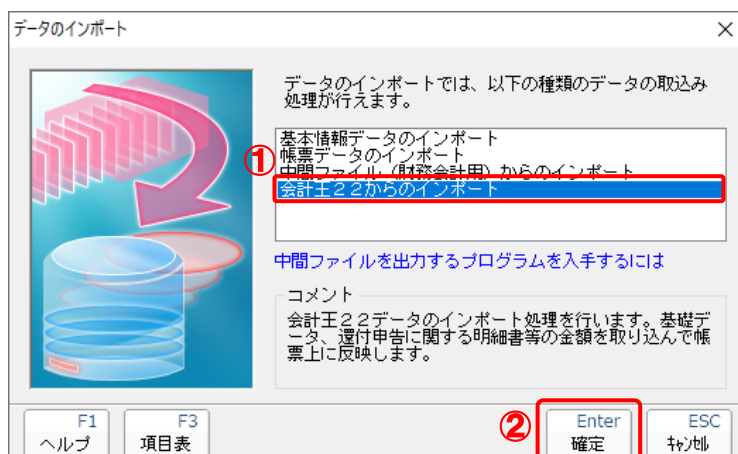 データのインポート
データのインポートでは、以下の種類のデータの取込み
処理が行えます。
基本情報データのインポート
帳票データのインポート
①
中間ファイル（財務会計用）からのインポート
会計王２２からのインポート
中間ファイルを出力するプログラムを入手するには
コメント
会計王２２データのインポート処理を行います。基礎デ
ータ、還付申告に関する明細書等の金額を取り込んで帳
票上に反映します。
F1
ヘルプ
F3
項目表
②
Enter
確定
ESC
ｷｬﾝｾﾙ